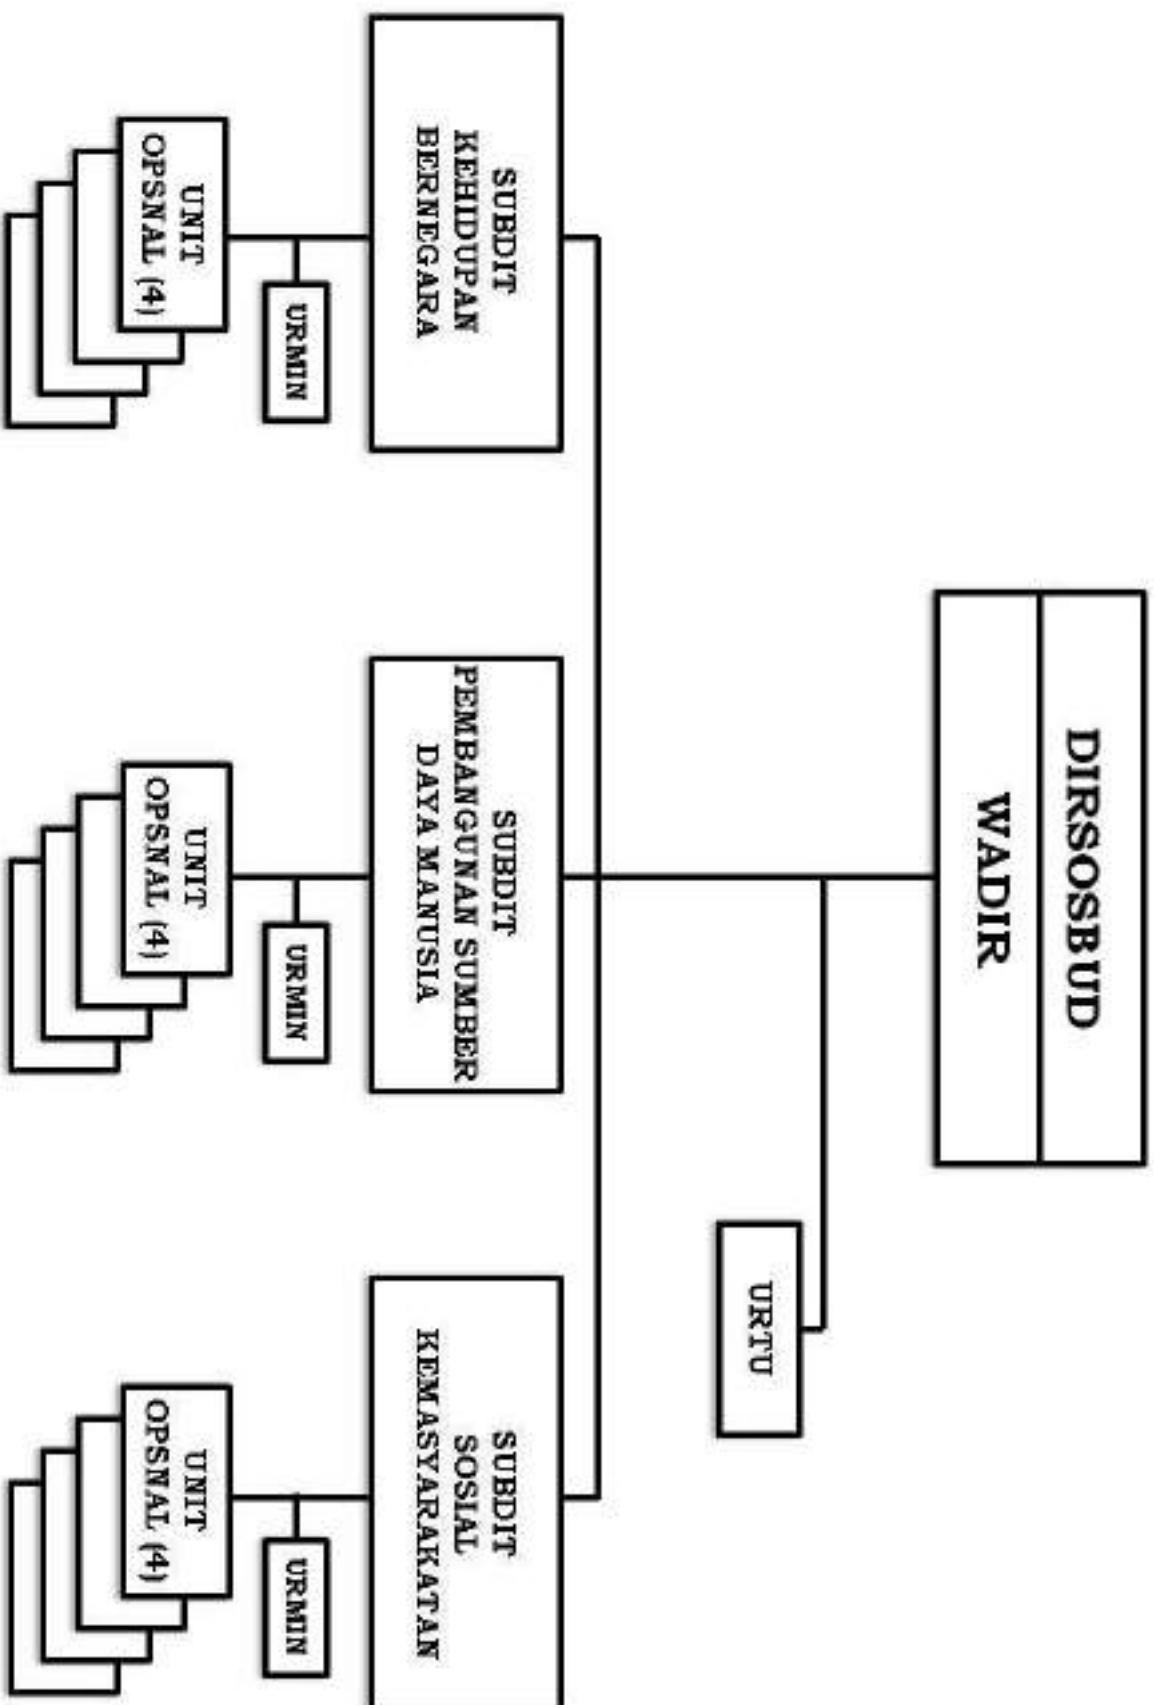 DIRSOSBUD
WADIR
URTU
SUBDIT
KEHIDUPAN
BERNEGARA
SUBDIT
PEMBANGUNAN SUMBER
DAYA MANUSIA
SUBDIT
SOSIAL
KEMASYARAKATAN
URMIN
URMIN
URMIN
UNIT
OPSNAL (4)
UNIT
OPSNAL (4)
UNIT
OPSNAL (4)